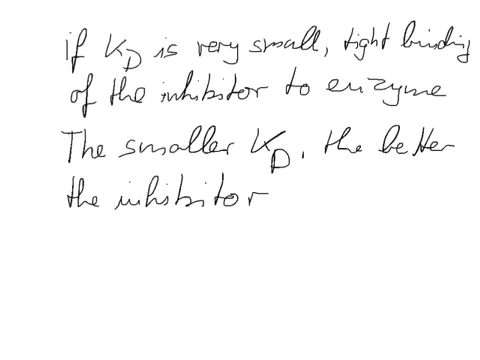 if K_D is very small, tight binding
of the inhibitor to enzyme
The smaller K_D, the better
the inhibitor